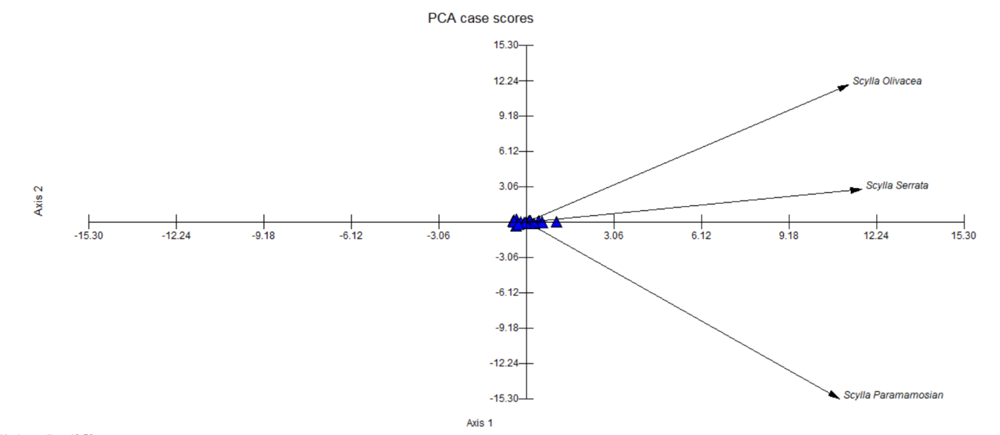 PCA case scores
15.30
12.24
Scylla Olivacea
9.18
6.12
3.06
Scylla Serrata
Axis 2
-15.30 -12.24 -9.18 -6.12 -3.06 3.06 6.12 9.18 12.24 15.30
-3.06
-6.12
-9.18
-12.24
-15.30
Scylla Paramamosian
Axis 1